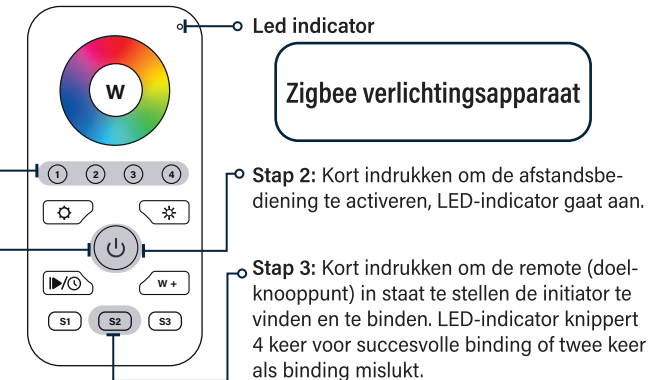 Led indicator
W
Zigbee verlichtingsapparaat
1 2 3 4
Stap 2: Kort indrukken om de afstandsbe-
diening te activeren, LED-indicator gaat aan.
W +
S1 S2 S3
Stap 3: Kort indrukken om de remote (doel-
knooppunt) in staat te stellen de initiator te
vinden en te binden. LED-indicator knippert
4 keer voor succesvolle binding of twee keer
als binding mislukt.